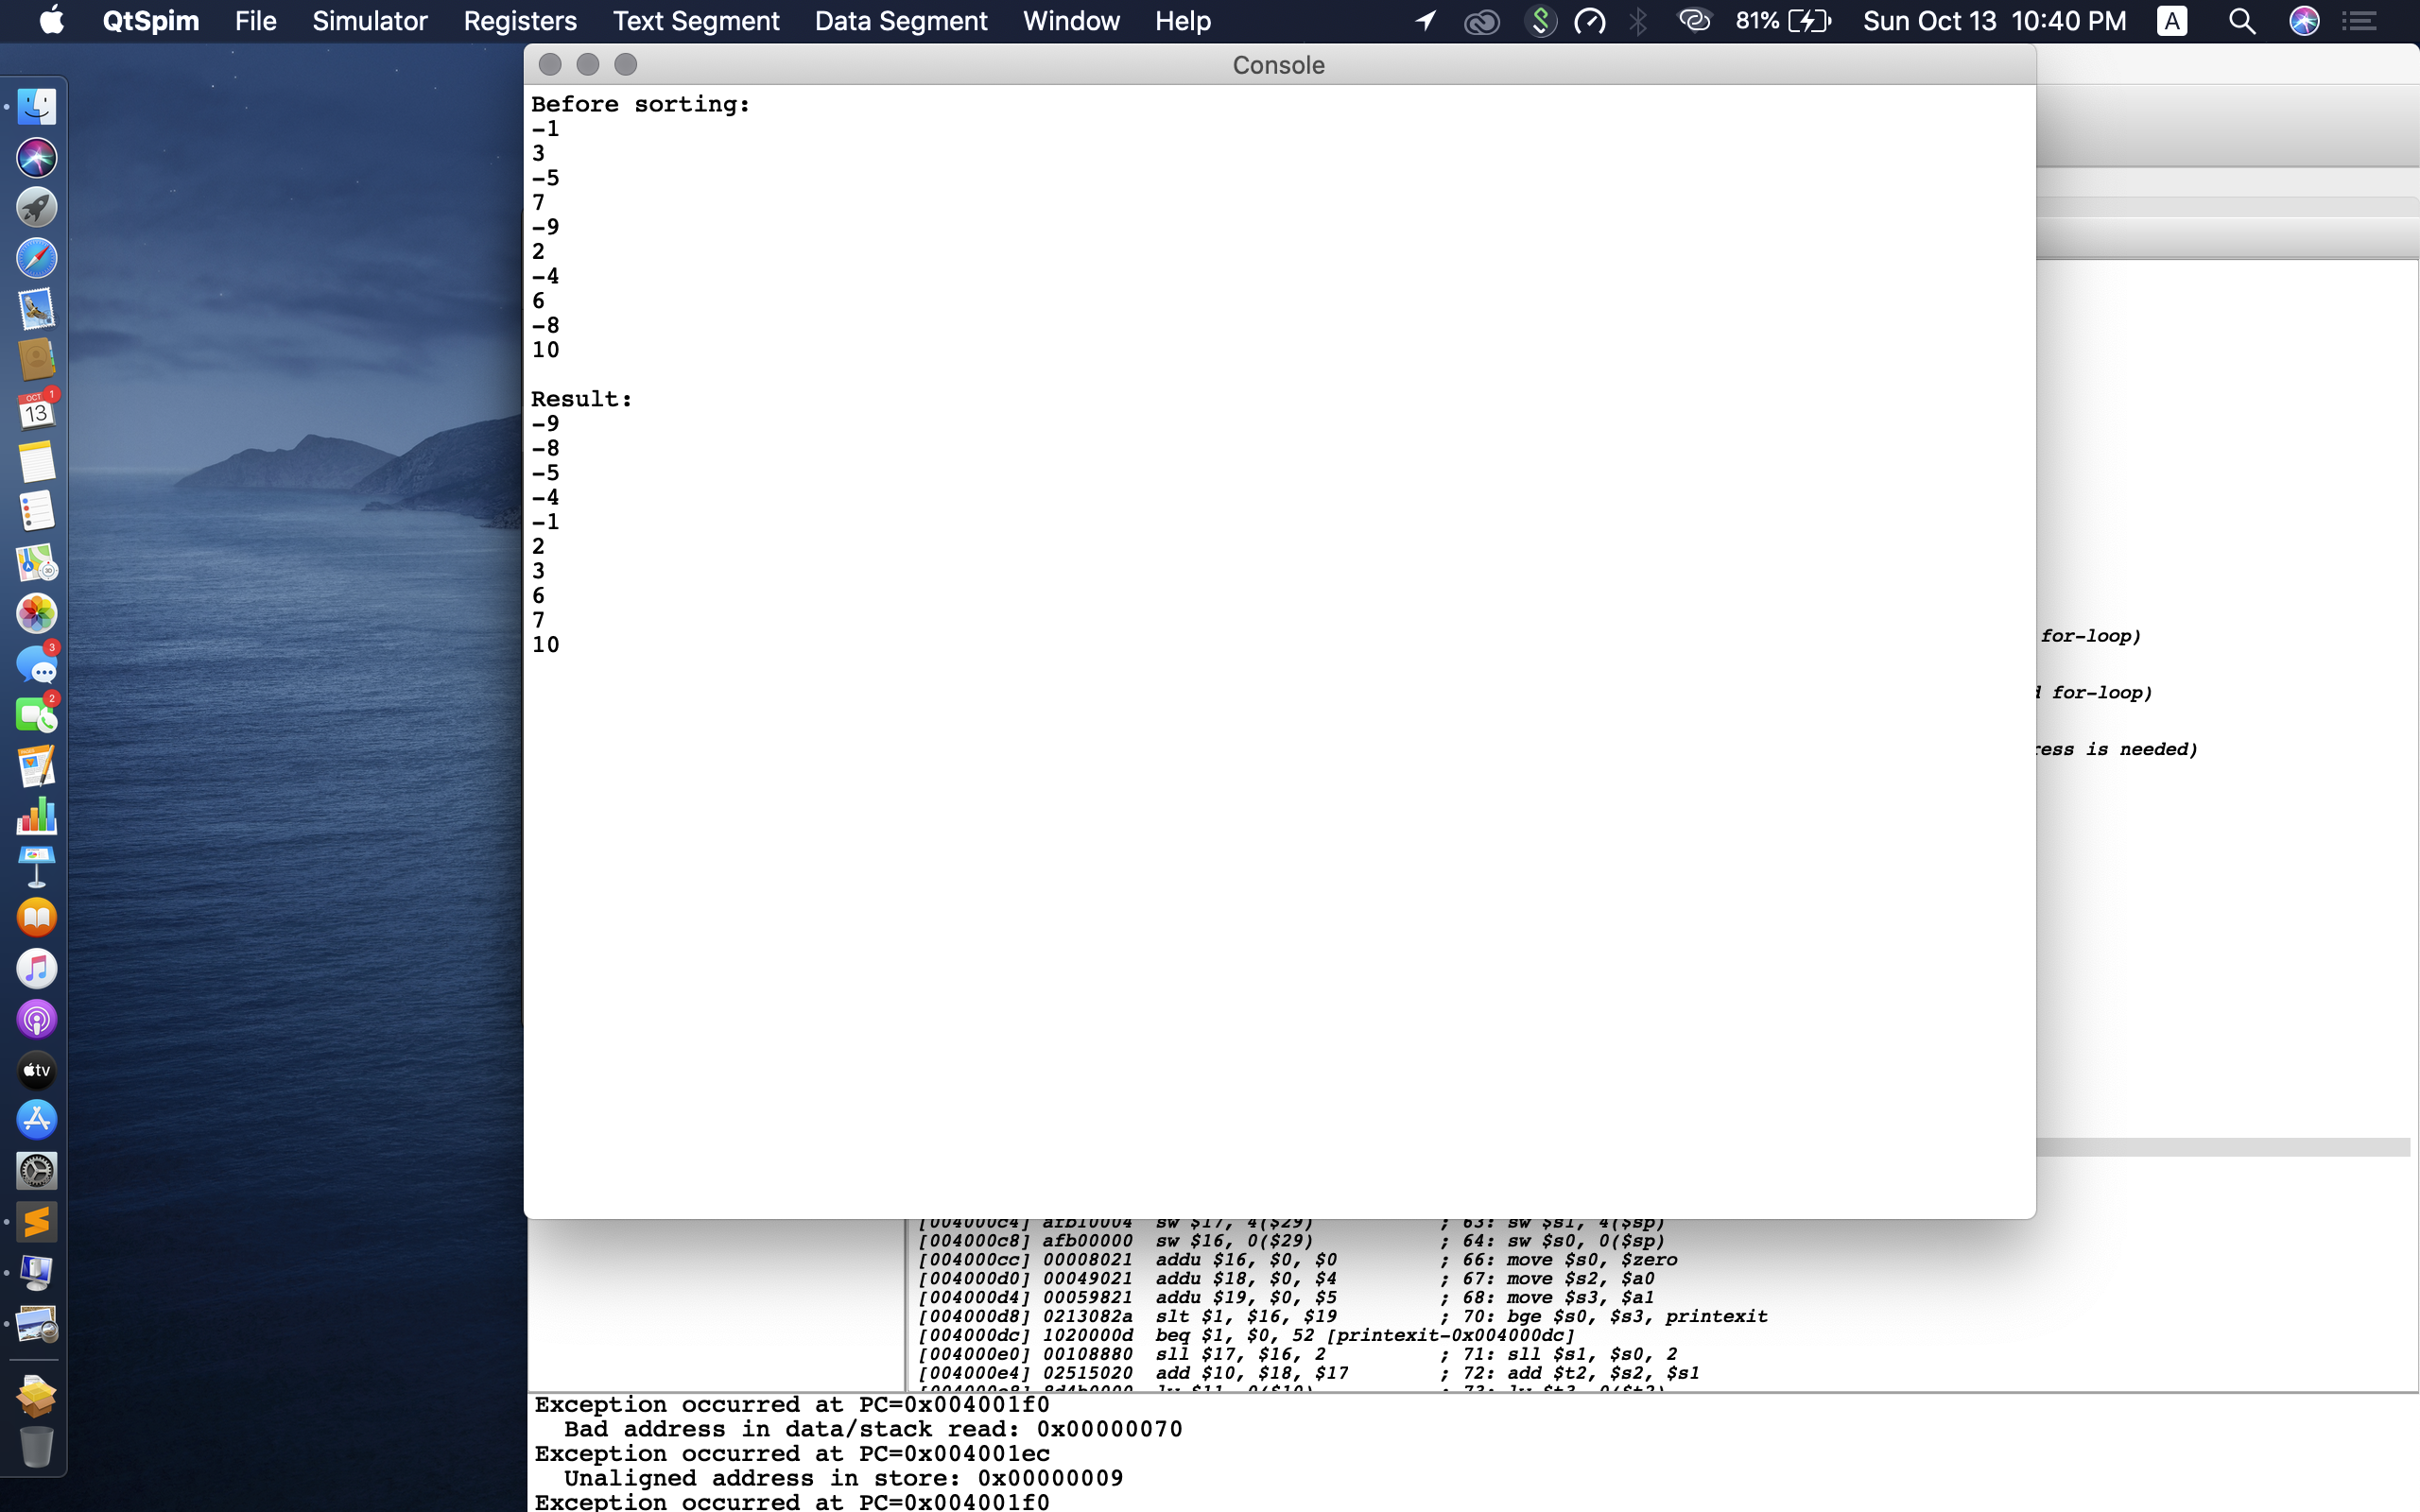 QtSpim File Simulator Registers Text Segment Data Segment Window Help 81% Sun Oct 13 10:40 PM A
Console
Before sorting:
-1
3
-5
7
-9
2
-4
6
-8
10
Result:
-9
-8
-5
-4
-1
2
3
6
7
10
for-loop)
for-loop)
is needed)
[004000c4] afb10004 sw $17, 4($29) ; 63: sw $s1, 4($sp)
[004000c8] afb00000 sw $16, 0($29) ; 64: sw $s0, 0($sp)
[004000cc] 00008021 addu $16, $0, $0 ; 66: move $s0, $zero
[004000d0] 00049021 addu $18, $0, $4 ; 67: move $s2, $a0
[004000d4] 00059821 addu $19, $0, $5 ; 68: move $s3, $a1
[004000d8] 0213082a slt $1, $16, $19 ; 70: bge $s0, $s3, printexit
[004000dc] 1020000d beq $1, $0, 52 [printexit-0x004000dc]
[004000e0] 00108880 sll $17, $16, 2 ; 71: sll $s1, $s0, 2
[004000e4] 02515020 add $10, $18, $17 ; 72: add $t2, $s2, $s1
Exception occurred at PC=0x004001f0
Bad address in data/stack read: 0x00000070
Exception occurred at PC=0x004001ec
Unaligned address in store: 0x00000009
Exception occurred at PC=0x004001f0
OCT 1
13
3
2
tv